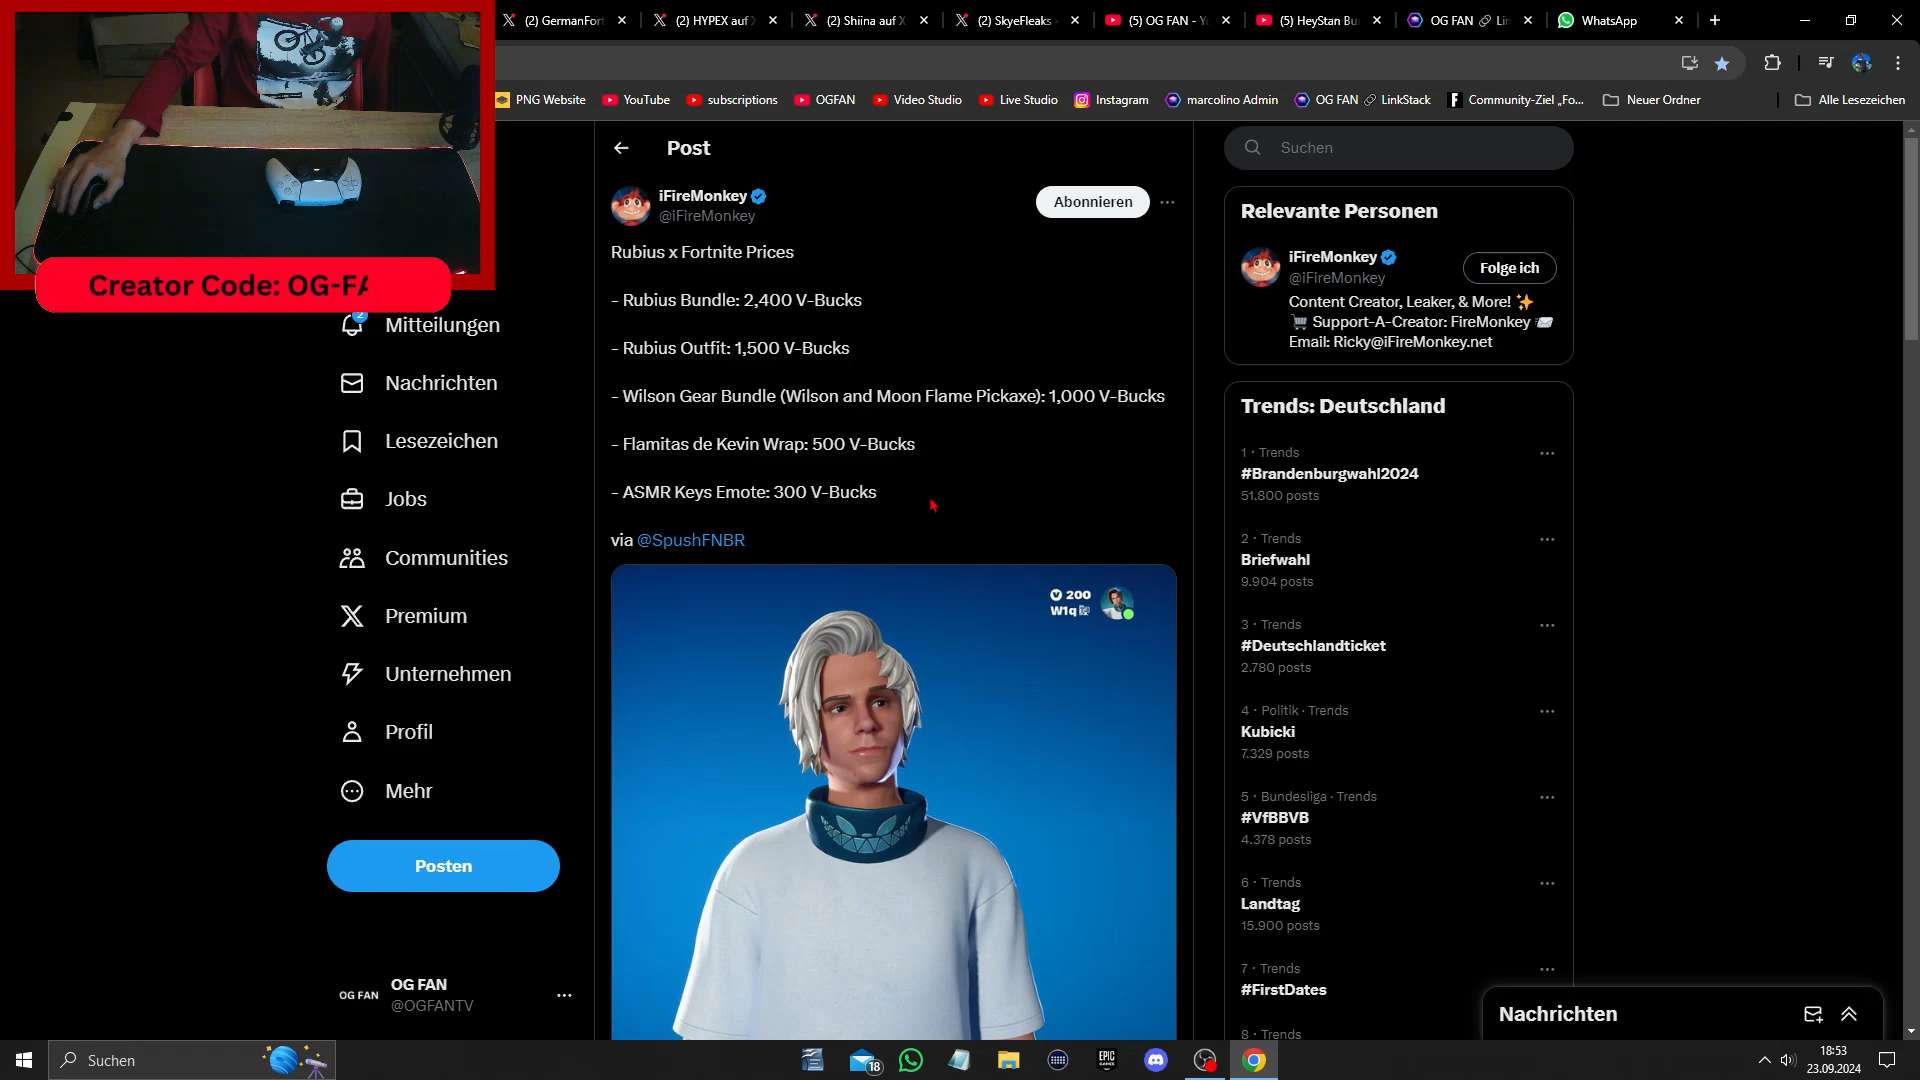 (2) GermanFort
(2) HYPEX auf X
(2) Shiina auf X
(2) SkyeFleaks
(5) OG FAN - Yo
(5) HeyStan Bu
OG FAN 🔗 Lin
WhatsApp
PNG Website
YouTube
subscriptions
OGFAN
Video Studio
Live Studio
Instagram
marcolino Admin
OG FAN 🔗 LinkStack
Community-Ziel „Fo...
Neuer Ordner
Alle Lesezeichen
Creator Code: OG-FA
2
Mitteilungen
Nachrichten
Lesezeichen
Jobs
Communities
Premium
Unternehmen
Profil
Mehr
Posten
OG FAN
OG FAN
@OGFANTV
Post
iFireMonkey
@iFireMonkey
Abonnieren
Rubius x Fortnite Prices
- Rubius Bundle: 2,400 V-Bucks
- Rubius Outfit: 1,500 V-Bucks
- Wilson Gear Bundle (Wilson and Moon Flame Pickaxe): 1,000 V-Bucks
- Flamitas de Kevin Wrap: 500 V-Bucks
- ASMR Keys Emote: 300 V-Bucks
via @SpushFNBR
200
Suchen
Relevante Personen
iFireMonkey
@iFireMonkey
Folge ich
Content Creator, Leaker, & More! ✨
🛒 Support-A-Creator: FireMonkey 📨
Email: Ricky@iFireMonkey.net
Trends: Deutschland
1 · Trends
#Brandenburgwahl2024
51.800 posts
2 · Trends
Briefwahl
9.904 posts
3 · Trends
#Deutschlandticket
2.780 posts
4 · Politik · Trends
Kubicki
7.329 posts
5 · Bundesliga · Trends
#VfBBVB
4.378 posts
6 · Trends
Landtag
15.900 posts
7 · Trends
#FirstDates
8 · Trends
Nachrichten
Suchen
18
EPIC GAMES
18:53
23.09.2024